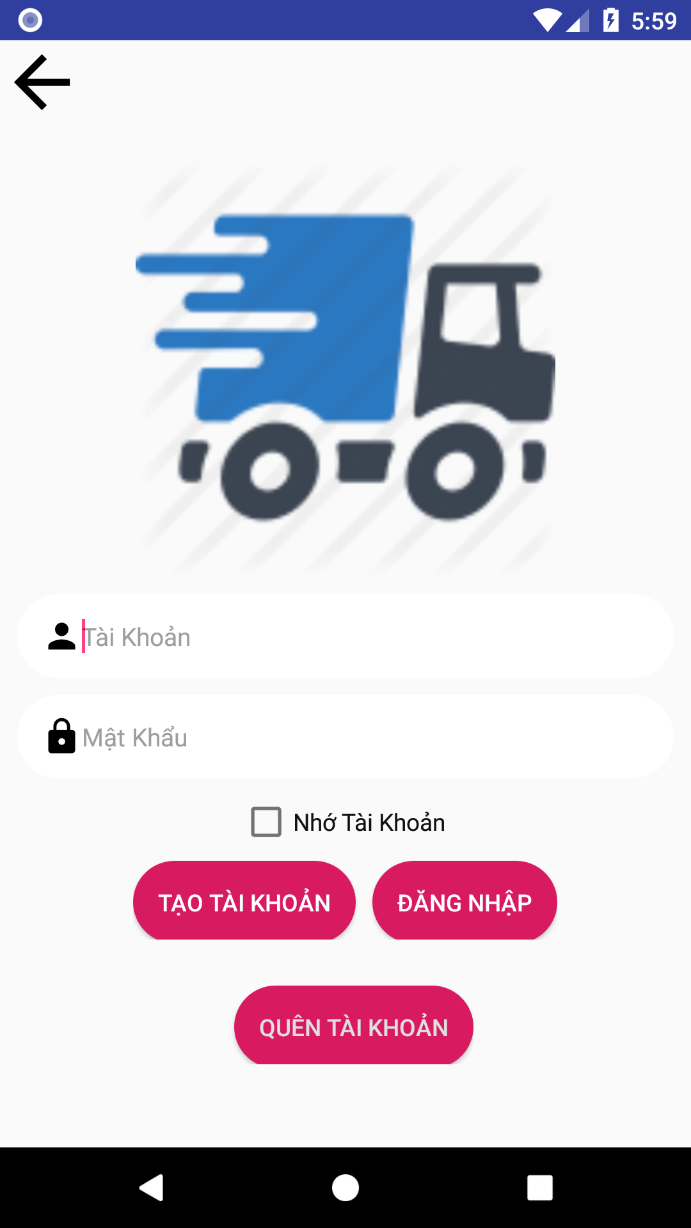 5:59
Tài Khoản
Mật Khẩu
Nhớ Tài Khoản
TẠO TÀI KHOẢN
ĐĂNG NHẬP
QUÊN TÀI KHOẢN